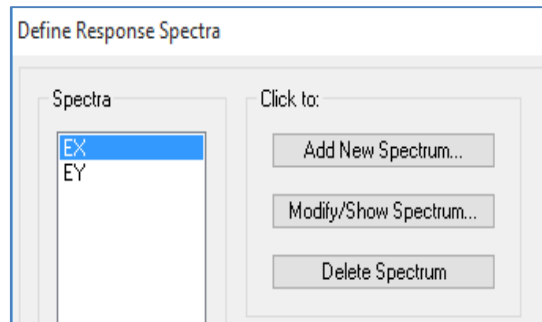 Define Response Spectra
Spectra
Click to:
EX
EY
Add New Spectrum...
Modify/Show Spectrum...
Delete Spectrum